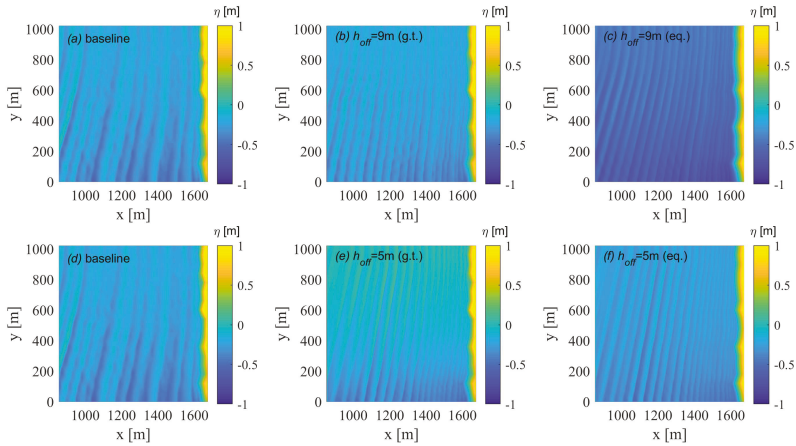 η [m] η [m] η [m]
1000 (a) baseline 1 1000 (b) h_off=9m (g.t.) 1 1000 (c) h_off=9m (eq.) 1
800 800 800
0.5 0.5 0.5
y [m] 600 0 y [m] 600 0 y [m] 600 0
400 400 400
-0.5 -0.5 -0.5
200 200 200
0 -1 0 -1 0 -1
1000 1200 1400 1600 1000 1200 1400 1600 1000 1200 1400 1600
x [m] x [m] x [m]
η [m] η [m] η [m]
1000 (d) baseline 1 1000 (e) h_off=5m (g.t.) 1 1000 (f) h_off=5m (eq.) 1
800 800 800
0.5 0.5 0.5
y [m] 600 0 y [m] 600 0 y [m] 600 0
400 400 400
-0.5 -0.5 -0.5
200 200 200
0 -1 0 -1 0 -1
1000 1200 1400 1600 1000 1200 1400 1600 1000 1200 1400 1600
x [m] x [m] x [m]